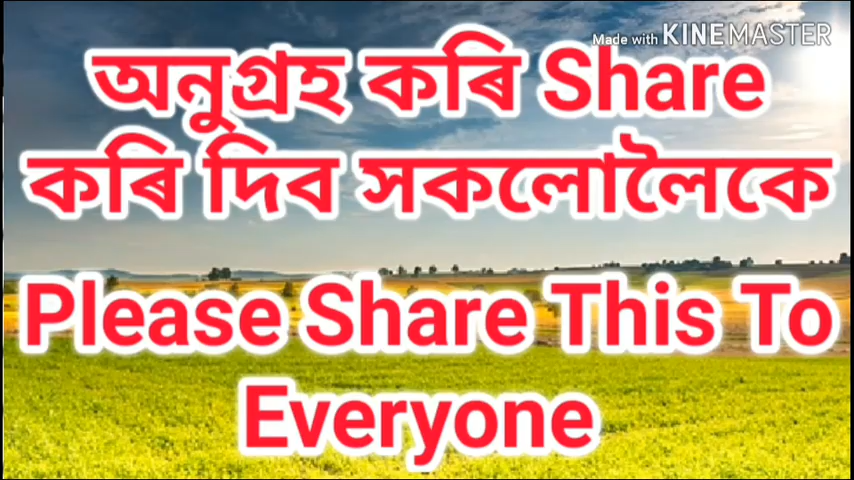 Made with KINEMASTER
অনুগ্ৰহ কৰি Share
কৰি দিব সকলোলৈকে
Please Share This To
Everyone